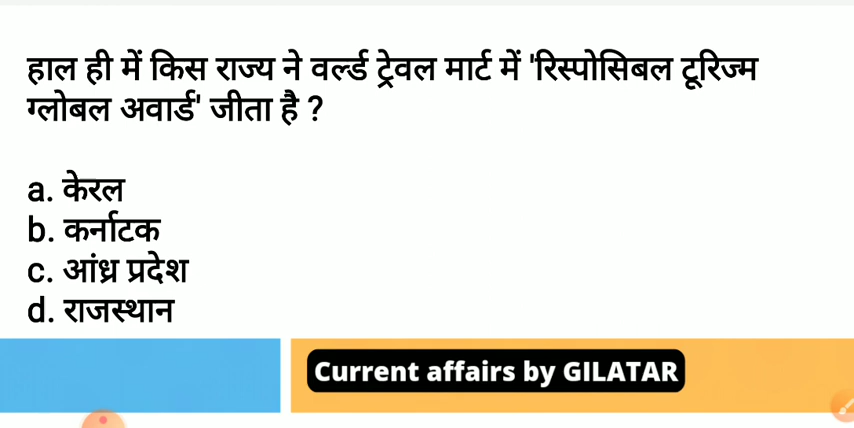 हाल ही में किस राज्य ने वर्ल्ड ट्रेवल मार्ट में 'रिस्पोसिबल टूरिज्म
ग्लोबल अवार्ड' जीता है ?
a. केरल
b. कर्नाटक
c. आंध्र प्रदेश
d. राजस्थान
Current affairs by GILATAR